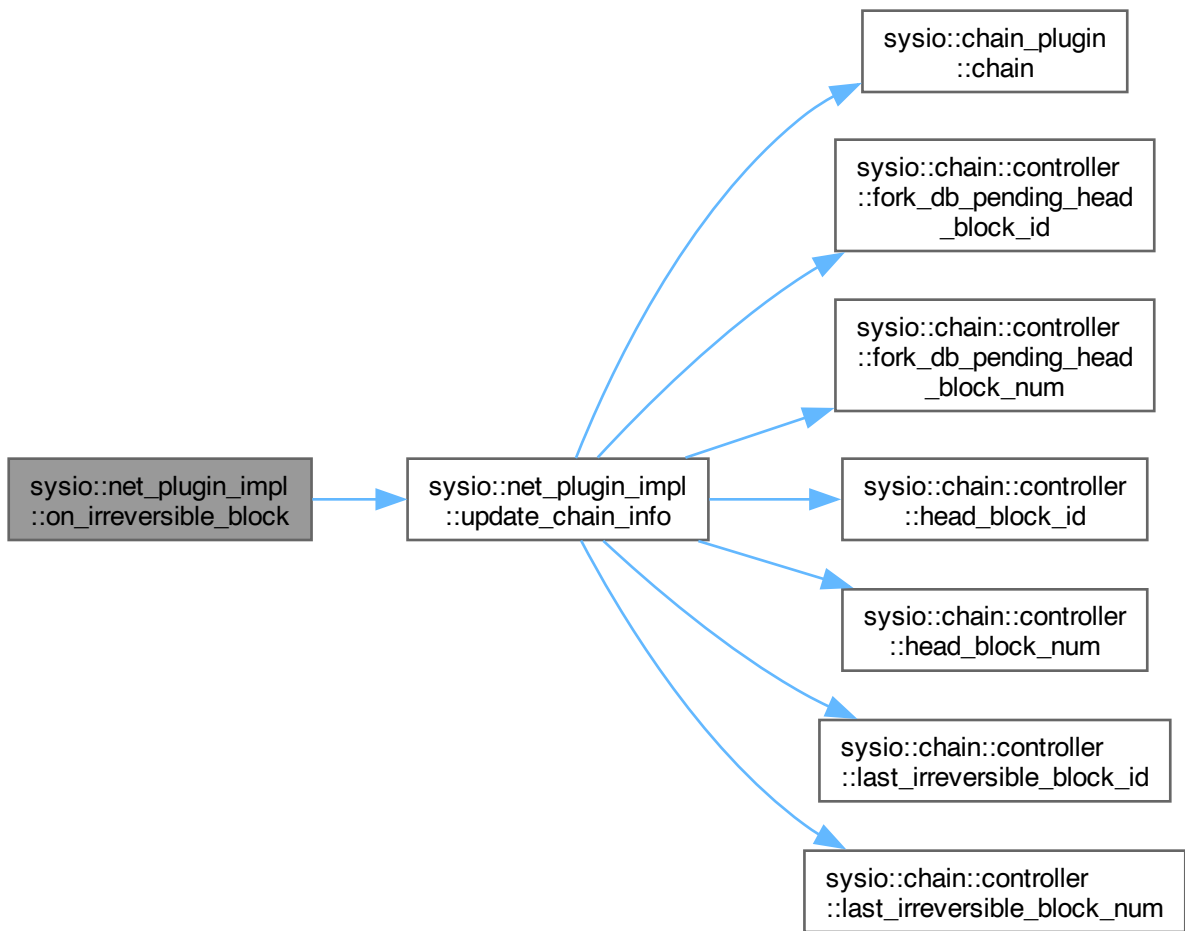 sysio::net_plugin_impl
::on_irreversible_block
sysio::net_plugin_impl
::update_chain_info
sysio::chain_plugin
::chain
sysio::chain::controller
::fork_db_pending_head
_block_id
sysio::chain::controller
::fork_db_pending_head
_block_num
sysio::chain::controller
::head_block_id
sysio::chain::controller
::head_block_num
sysio::chain::controller
::last_irreversible_block_id
sysio::chain::controller
::last_irreversible_block_num